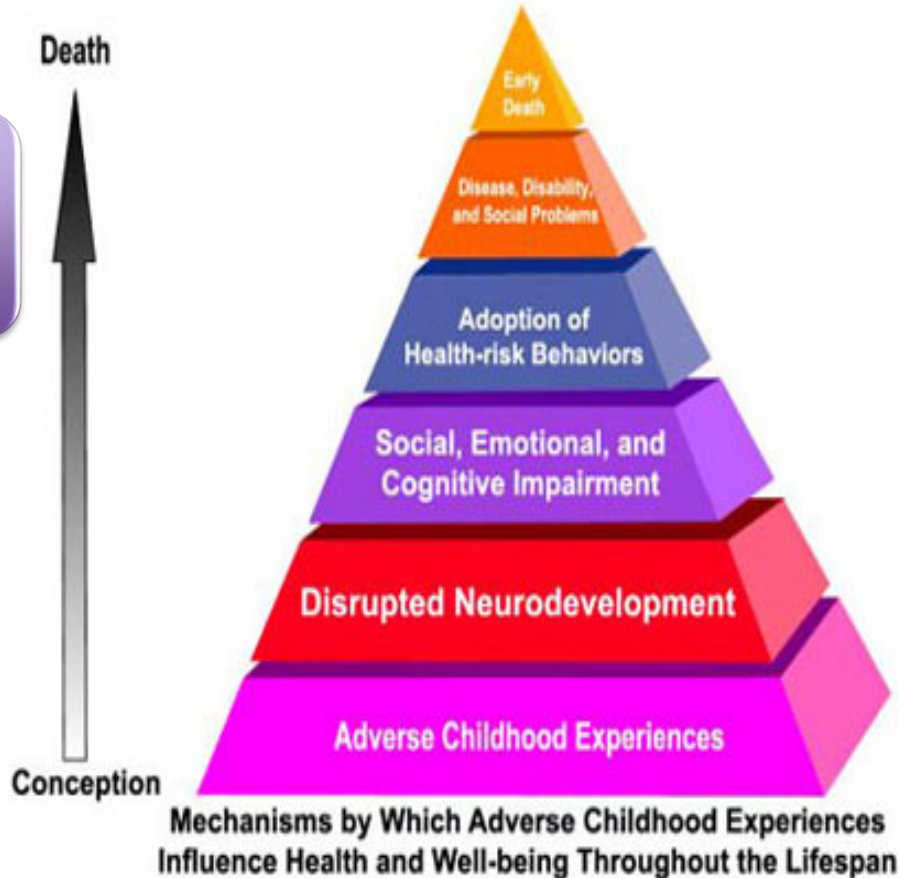 Death
Early
Death
Disease, Disability,
and Social Problems
Adoption of
Health-risk Behaviors
Social, Emotional, and
Cognitive Impairment
Disrupted Neurodevelopment
Adverse Childhood Experiences
Conception
Mechanisms by Which Adverse Childhood Experiences
Influence Health and Well-being Throughout the Lifespan